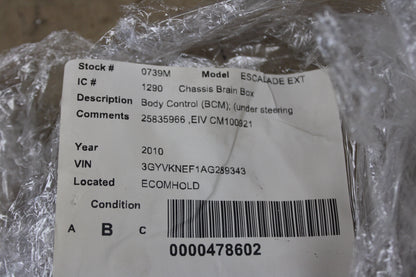 Stock # 0739M Model ESCALADE EXT
IC # 1290 Chassis Brain Box
Description Body Control (BCM); (under steering
Comments 25835966 ,EIV CM100921
Year 2010
VIN 3GYVKNEF1AG289343
Located ECOMHOLD
Condition
A B C
0000478602